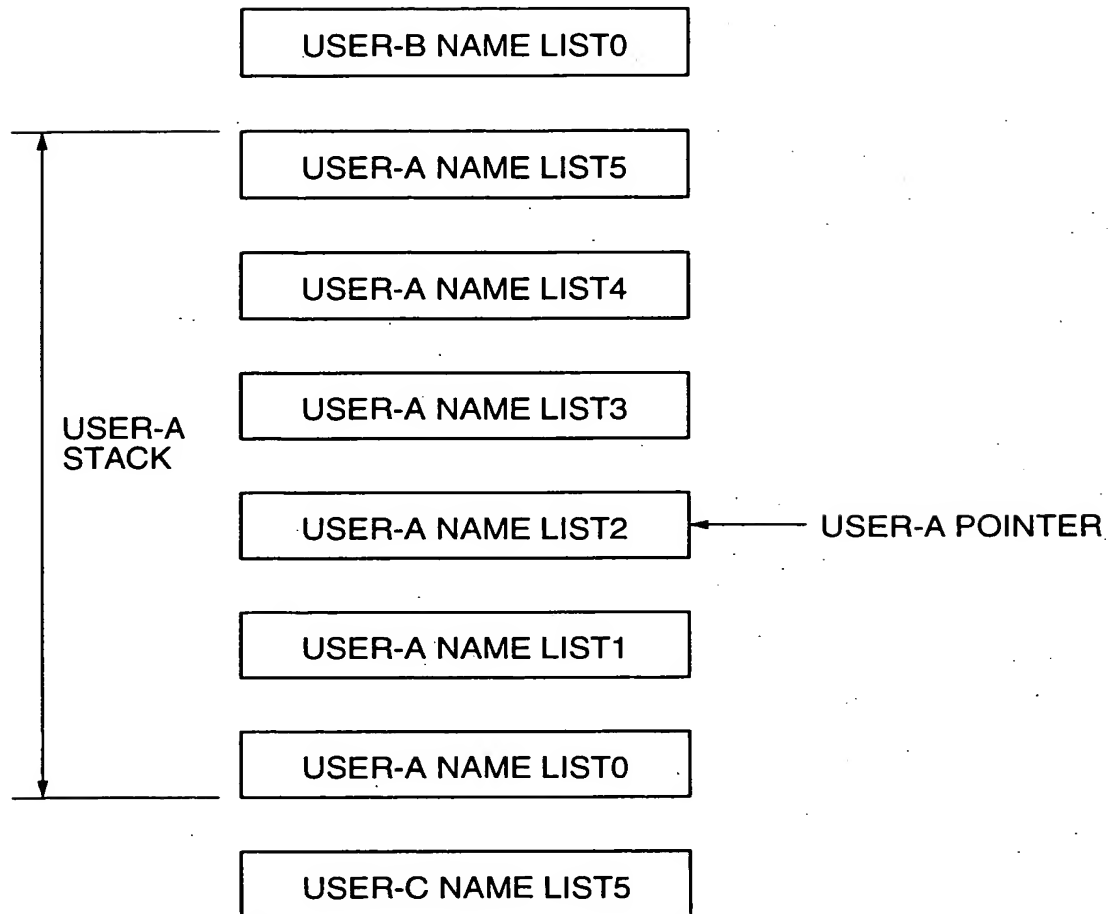 USER-B NAME LIST0
USER-A NAME LIST5
USER-A NAME LIST4
USER-A NAME LIST3
USER-A
STACK
USER-A NAME LIST2
USER-A POINTER
USER-A NAME LIST1
USER-A NAME LIST0
USER-C NAME LIST5